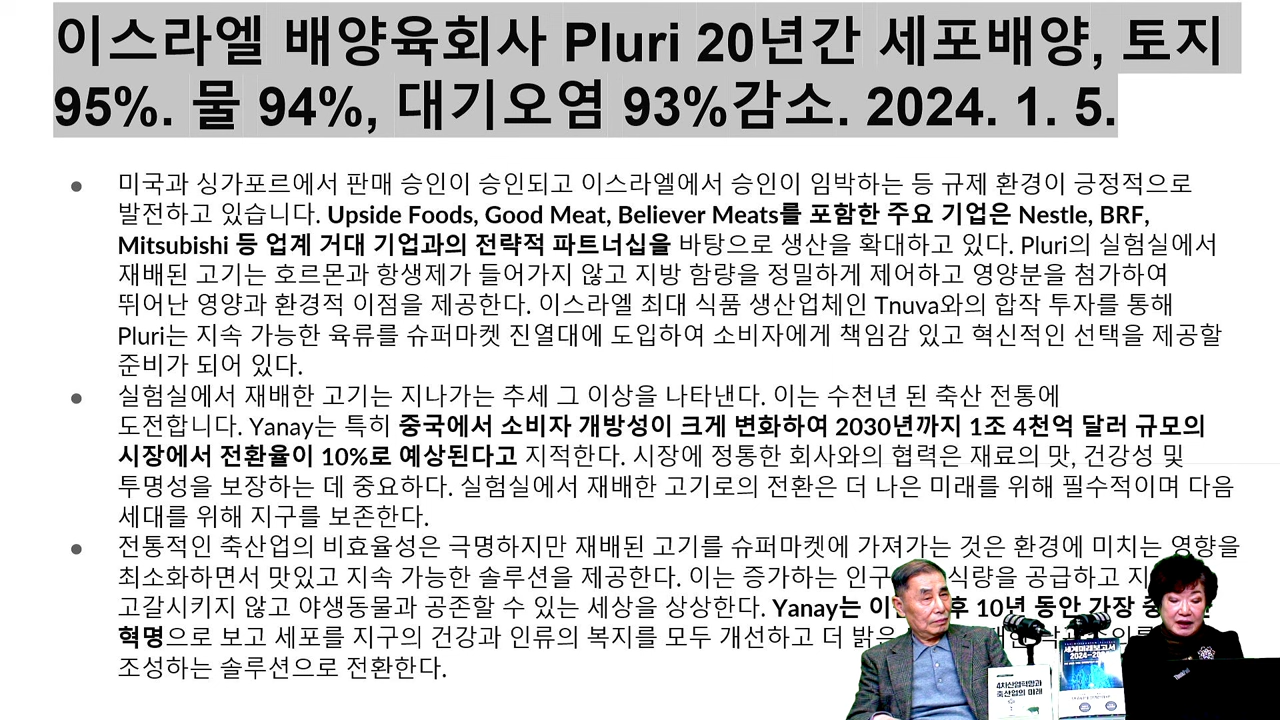 이스라엘 배양육회사 Pluri 20년간 세포배양, 토지
95%. 물 94%, 대기오염 93%감소. 2024. 1. 5.
미국과 싱가포르에서 판매 승인이 승인되고 이스라엘에서 승인이 임박하는 등 규제 환경이 긍정적으로
발전하고 있습니다. Upside Foods, Good Meat, Believer Meats를 포함한 주요 기업은 Nestle, BRF,
Mitsubishi 등 업계 거대 기업과의 전략적 파트너십을 바탕으로 생산을 확대하고 있다. Pluri의 실험실에서
재배된 고기는 호르몬과 항생제가 들어가지 않고 지방 함량을 정밀하게 제어하고 영양분을 첨가하여
뛰어난 영양과 환경적 이점을 제공한다. 이스라엘 최대 식품 생산업체인 Tnuva와의 합작 투자를 통해
Pluri는 지속 가능한 육류를 슈퍼마켓 진열대에 도입하여 소비자에게 책임감 있고 혁신적인 선택을 제공할
준비가 되어 있다.
실험실에서 재배한 고기는 지나가는 추세 그 이상을 나타낸다. 이는 수천년 된 축산 전통에
도전합니다. Yanay는 특히 중국에서 소비자 개방성이 크게 변화하여 2030년까지 1조 4천억 달러 규모의
시장에서 전환율이 10%로 예상된다고 지적한다. 시장에 정통한 회사와의 협력은 재료의 맛, 건강성 및
투명성을 보장하는 데 중요하다. 실험실에서 재배한 고기로의 전환은 더 나은 미래를 위해 필수적이며 다음
세대를 위해 지구를 보존한다.
전통적인 축산업의 비효율성은 극명하지만 재배된 고기를 슈퍼마켓에 가져가는 것은 환경에 미치는 영향을
최소화하면서 맛있고 지속 가능한 솔루션을 제공한다. 이는 증가하는 인구 식량을 공급하고
고갈시키지 않고 야생동물과 공존할 수 있는 세상을 상상한다. Yanay는 후 10년 동안 가장
혁명으로 보고 세포를 지구의 건강과 인류의 복지를 모두 개선하고 더 밝은
조성하는 솔루션으로 전환한다.
세계미래보고서
4차산업혁명과
축산업의 미래
ThinkPad